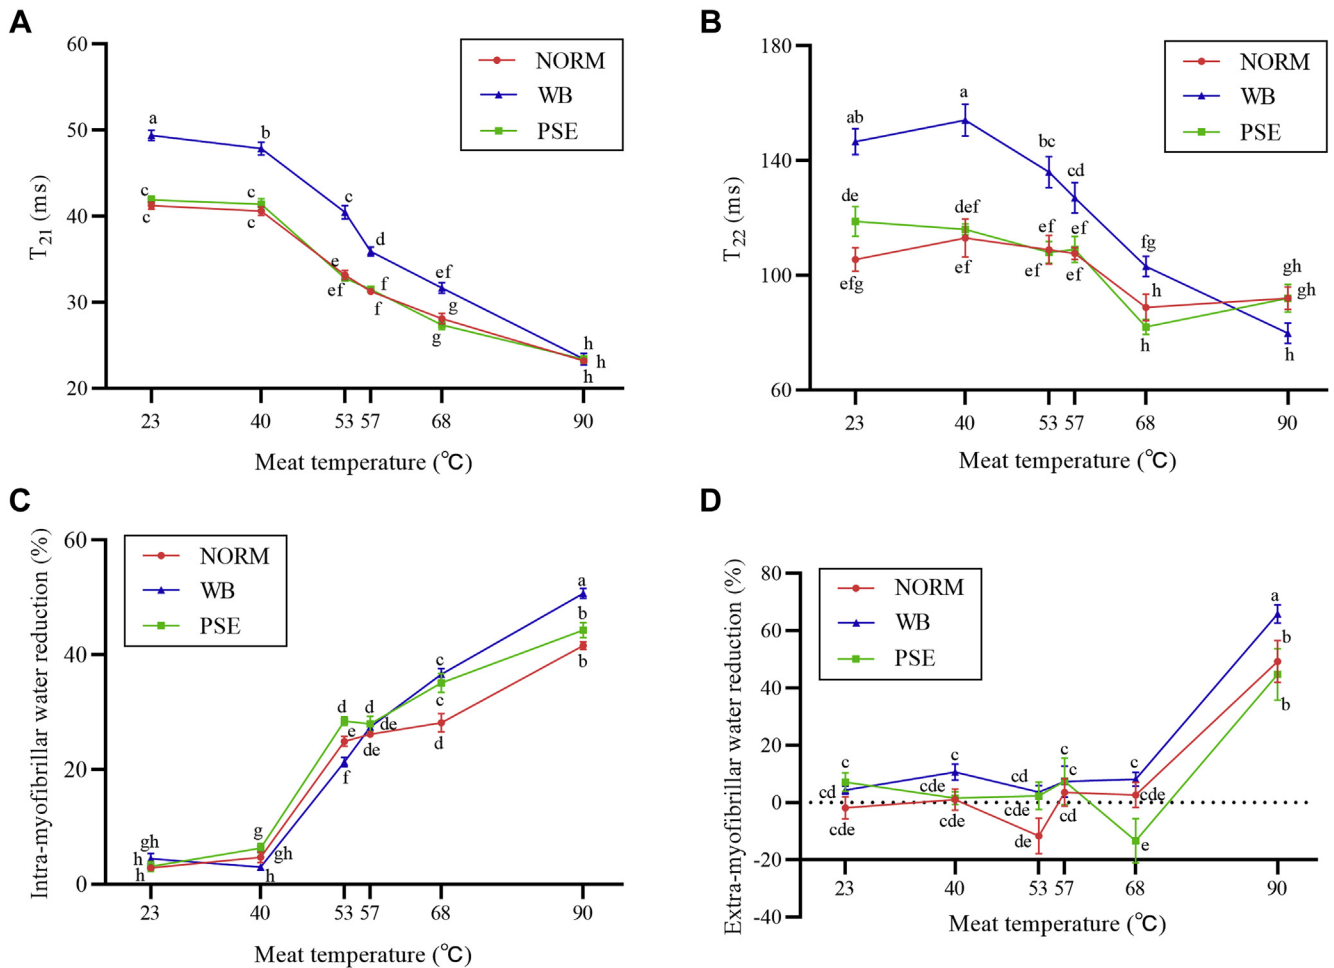 A
60
50
40
30
20
T21 (ms)
NORM
WB
PSE
a
b
c
d
ef
h
c
c
c
c
e
ef
f
f
g
g
h
h
23
40
53
57
68
90
Meat temperature (℃)
B
180
140
100
60
T22 (ms)
NORM
WB
PSE
ab
a
bc
cd
fg
h
de
def
ef
ef
efg
ef
ef
ef
h
h
gh
gh
23
40
53
57
68
90
Meat temperature (℃)
C
60
40
20
0
Intra-myofibrillar water reduction (%)
NORM
WB
PSE
gh
h
h
g
gh
h
d
e
f
d
de
de
c
c
d
a
b
b
23
40
53
57
68
90
Meat temperature (℃)
D
80
60
40
20
0
-20
-40
Extra-myofibrillar water reduction (%)
NORM
WB
PSE
c
cd
cde
c
cde
cde
cd
cde
de
c
c
cd
c
cde
e
a
b
b
23
40
53
57
68
90
Meat temperature (℃)